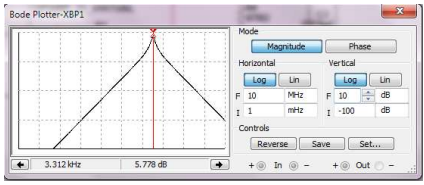 Bode Plotter-XBP1
Mode
Magnitude Phase
Horizontal Vertical
Log Lin Log Lin
F 10 MHz F 10 dB
I 1 mHz I -100 dB
Controls
Reverse Save Set...
3.312 kHz 5.778 dB
+ In - + Out -